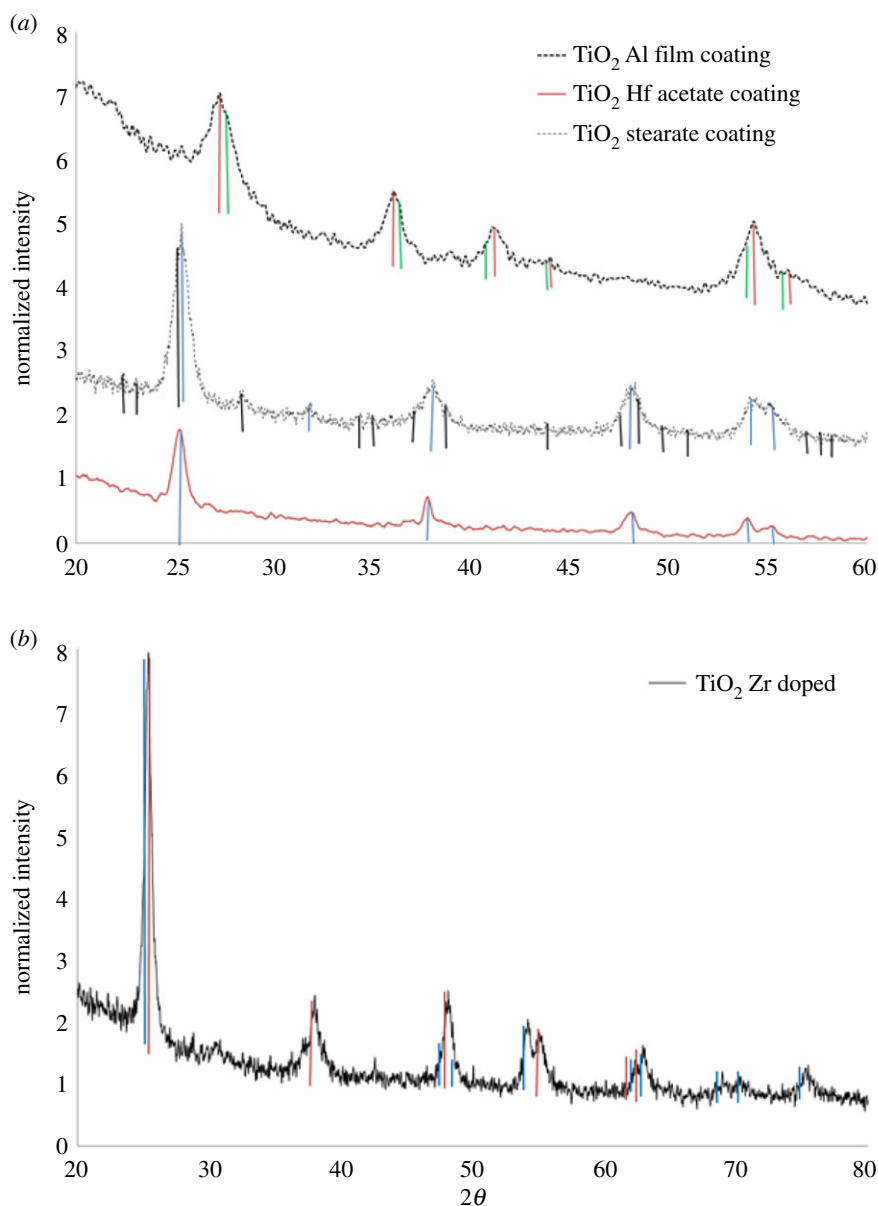 (a)
8
7
6
5
4
3
2
1
0
normalized intensity
TiO2 Al film coating
TiO2 Hf acetate coating
TiO2 stearate coating
20 25 30 35 40 45 50 55 60
(b)
8
7
6
5
4
3
2
1
0
normalized intensity
TiO2 Zr doped
20 30 40 50 60 70 80
2θ